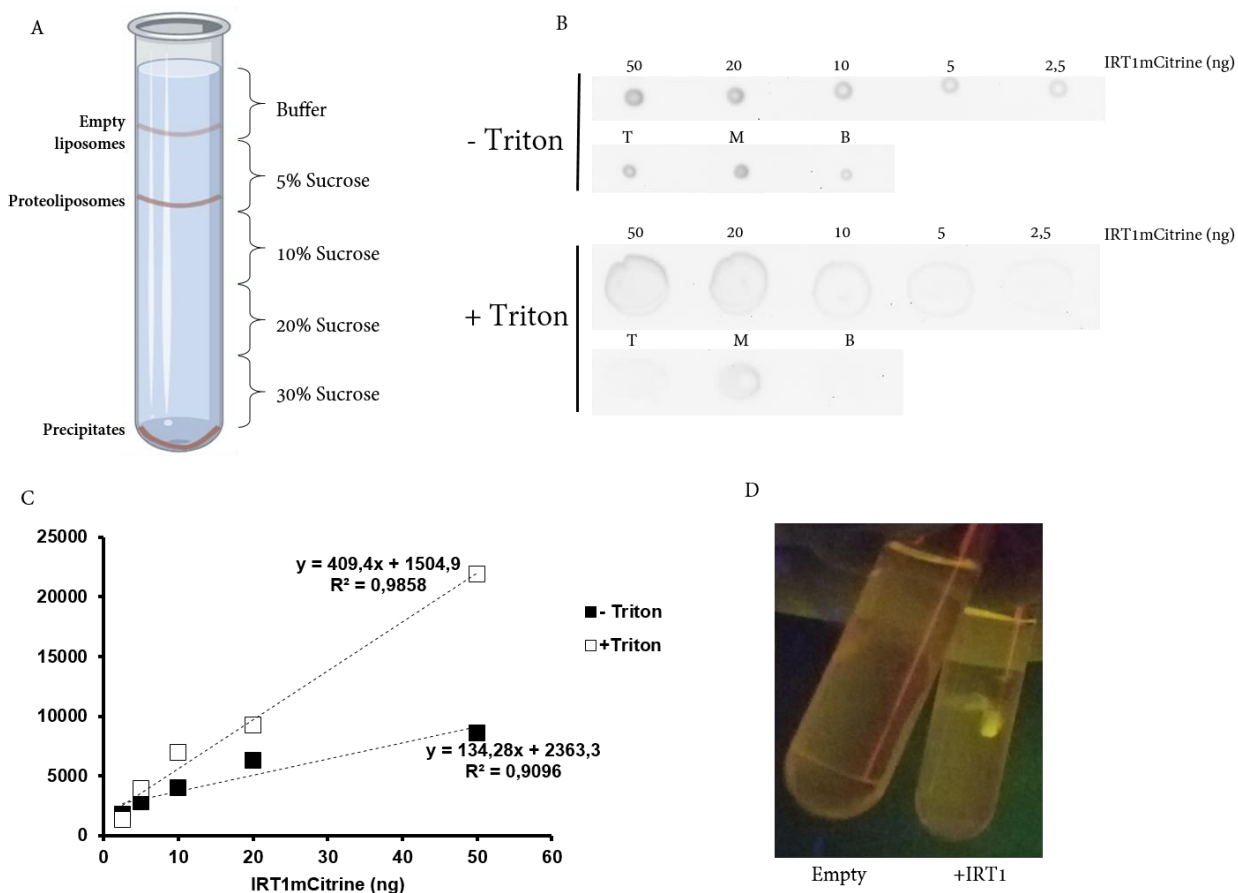 A
Buffer
Empty
liposomes
5% Sucrose
Proteoliposomes
10% Sucrose
20% Sucrose
30% Sucrose
Precipitates
B
50 20 10 5 2,5 IRT1mCitrine (ng)
- Triton
T M B
50 20 10 5 2,5 IRT1mCitrine (ng)
+ Triton
T M B
C
25000
20000
15000
10000
5000
0
0 10 20 30 40 50 60
IRT1mCitrine (ng)
y = 409,4x + 1504,9
R² = 0,9858
y = 134,28x + 2363,3
R² = 0,9096
- Triton
+Triton
D
Empty +IRT1